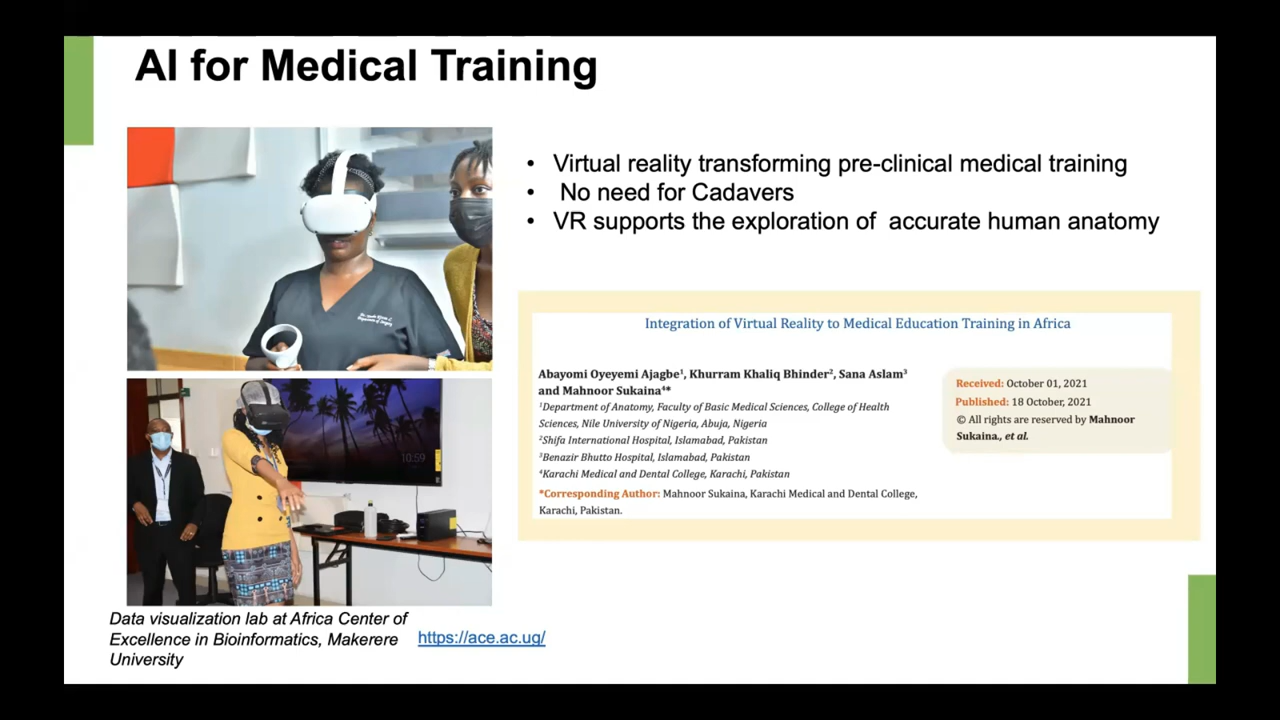 AI for Medical Training
• Virtual reality transforming pre-clinical medical training
• No need for Cadavers
• VR supports the exploration of accurate human anatomy
Integration of Virtual Reality to Medical Education Training in Africa
Abayomi Oyeyemi Ajagbe¹, Khurram Khaliq Bhinder², Sana Aslam³
and Mahnoor Sukaina⁴*
¹Department of Anatomy, Faculty of Basic Medical Sciences, College of Health
Sciences, Nile University of Nigeria, Abuja, Nigeria
²Shifa International Hospital, Islamabad, Pakistan
³Benazir Bhutto Hospital, Islamabad, Pakistan
⁴Karachi Medical and Dental College, Karachi, Pakistan
*Corresponding Author: Mahnoor Sukaina, Karachi Medical and Dental College,
Karachi, Pakistan.
Received: October 01, 2021
Published: 18 October, 2021
© All rights are reserved by Mahnoor
Sukaina., et al.
10:59
Data visualization lab at Africa Center of
Excellence in Bioinformatics, Makerere
University
https://ace.ac.ug/